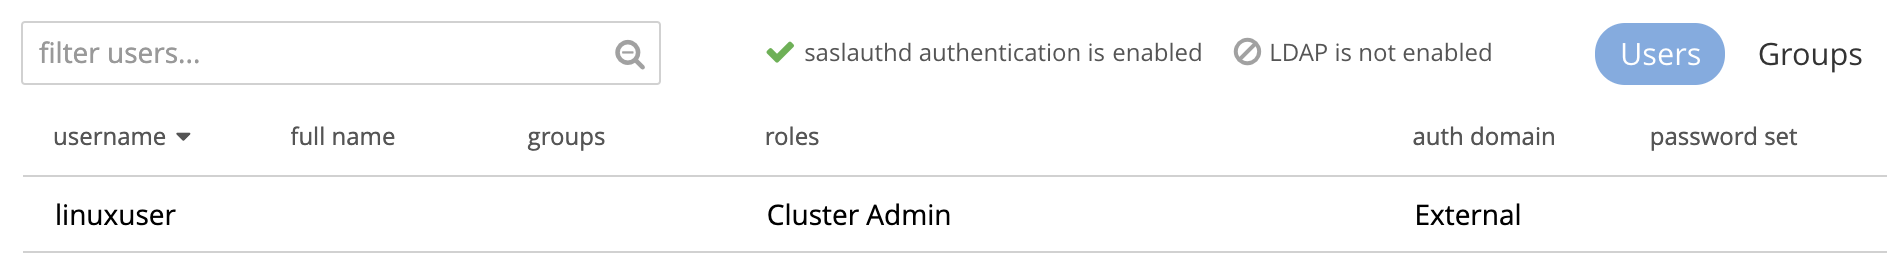 filter users... saslauthd authentication is enabled LDAP is not enabled Users Groups
username full name groups roles auth domain password set
linuxuser Cluster Admin External